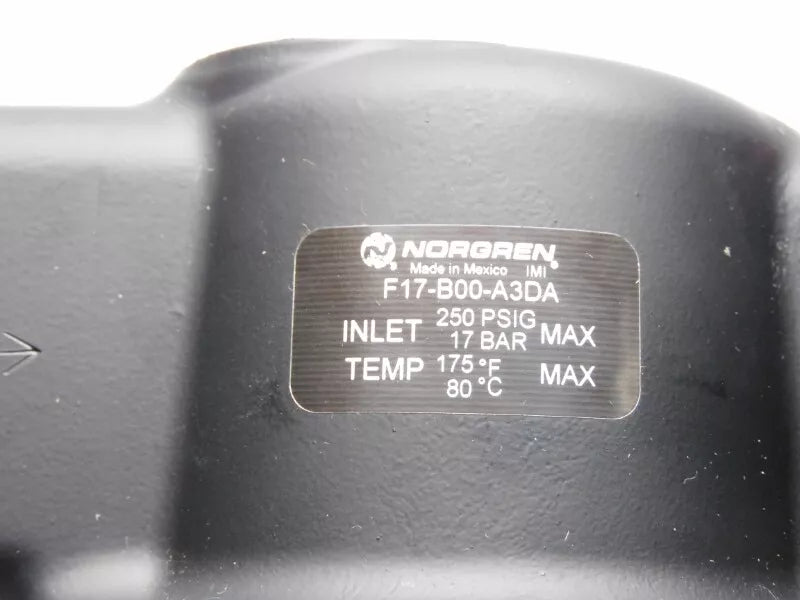 NORGREN®
Made in Mexico IMI
F17-B00-A3DA
INLET 250 PSIG 17 BAR MAX
TEMP 175 °F 80 °C MAX